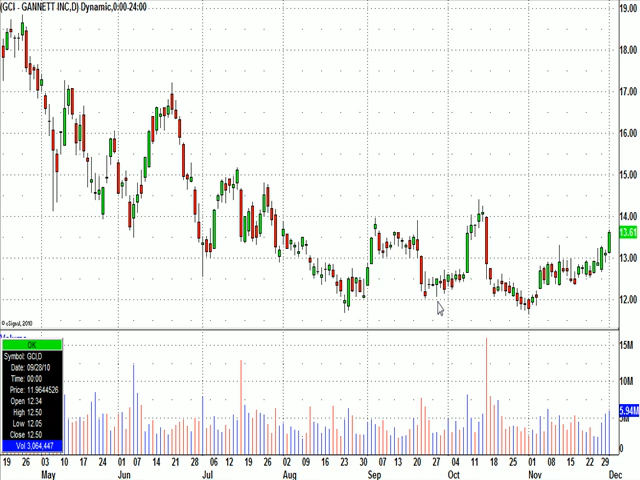 (GCI - GANNETT INC,D) Dynamic,0:00-24:00
19.00
18.00
17.00
16.00
15.00
14.00
13.61
13.00
12.00
© eSignal, 2010
Volume
15M
10M
5.94M
0
OK
Symbol: GCI,D
Date: 09/28/10
Time: 00:00
Price: 11.9644526
Open 12.34
High 12.50
Low 12.05
Close 12.50
Vol 3,064,447
19 26 03 10 17 24 01 07 14 21 28 06 12 19 26 02 09 16 23 30 07 13 20 27 04 11 18 25 01 08 15 22 29
May Jun Jul Aug Sep Oct Nov Dec